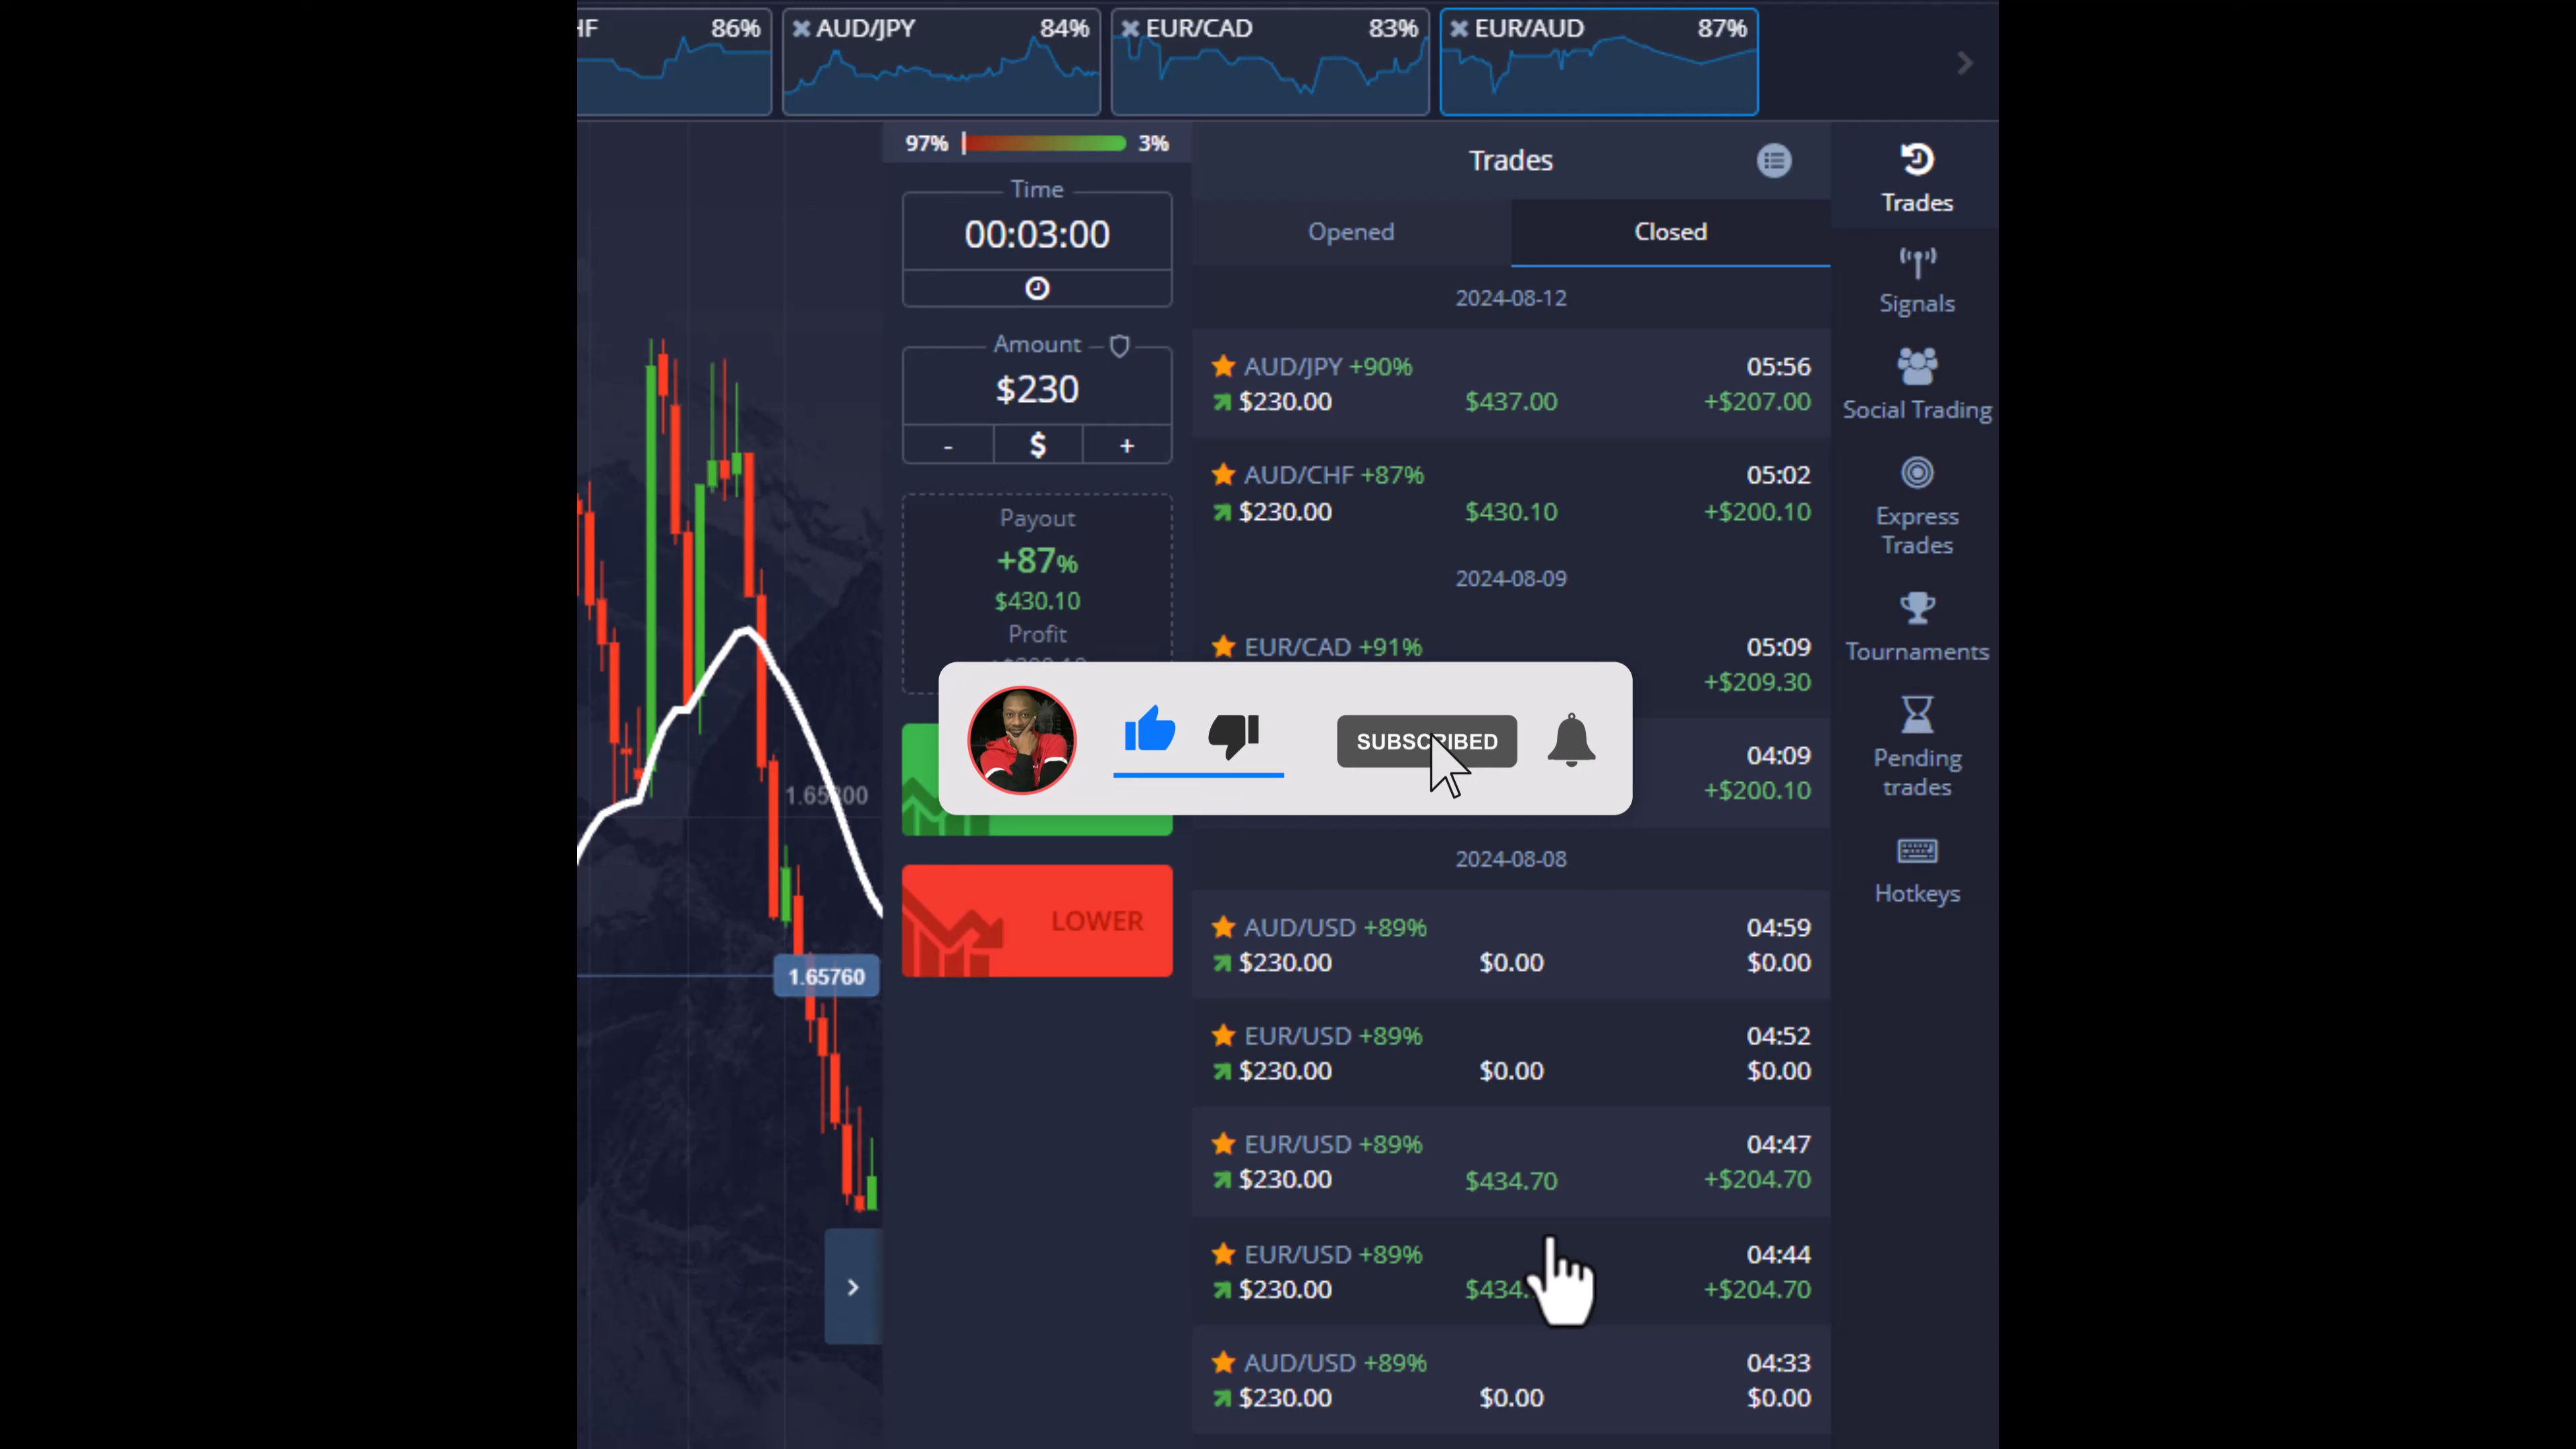 HF 86%
AUD/JPY 84%
EUR/CAD 83%
EUR/AUD 87%
97% 3%
Time
00:03:00
Amount
$230
- $ +
Payout
+87%
$430.10
Profit
LOWER
1.65760
Trades
Opened Closed
2024-08-12
AUD/JPY +90% 05:56
$230.00 $437.00 +$207.00
AUD/CHF +87% 05:02
$230.00 $430.10 +$200.10
2024-08-09
EUR/CAD +91% 05:09
+$209.30
SUBSCRIBED
04:09
+$200.10
2024-08-08
AUD/USD +89% 04:59
$230.00 $0.00 $0.00
EUR/USD +89% 04:52
$230.00 $0.00 $0.00
EUR/USD +89% 04:47
$230.00 $434.70 +$204.70
EUR/USD +89% 04:44
$230.00 $434. +$204.70
AUD/USD +89% 04:33
$230.00 $0.00 $0.00
Trades
Signals
Social Trading
Express
Trades
Tournaments
Pending
trades
Hotkeys